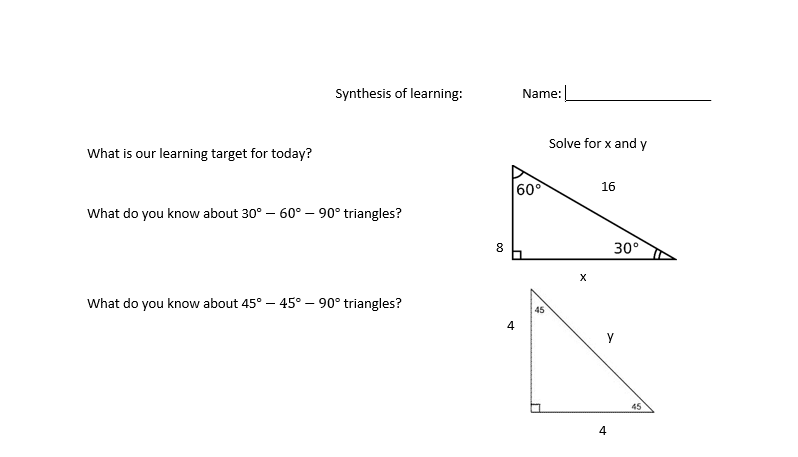 Synthesis of learning: Name: ____________________
What is our learning target for today?
What do you know about 30° – 60° – 90° triangles?
What do you know about 45° – 45° – 90° triangles?
Solve for x and y
60°
16
8
30°
x
45
4
y
45
4